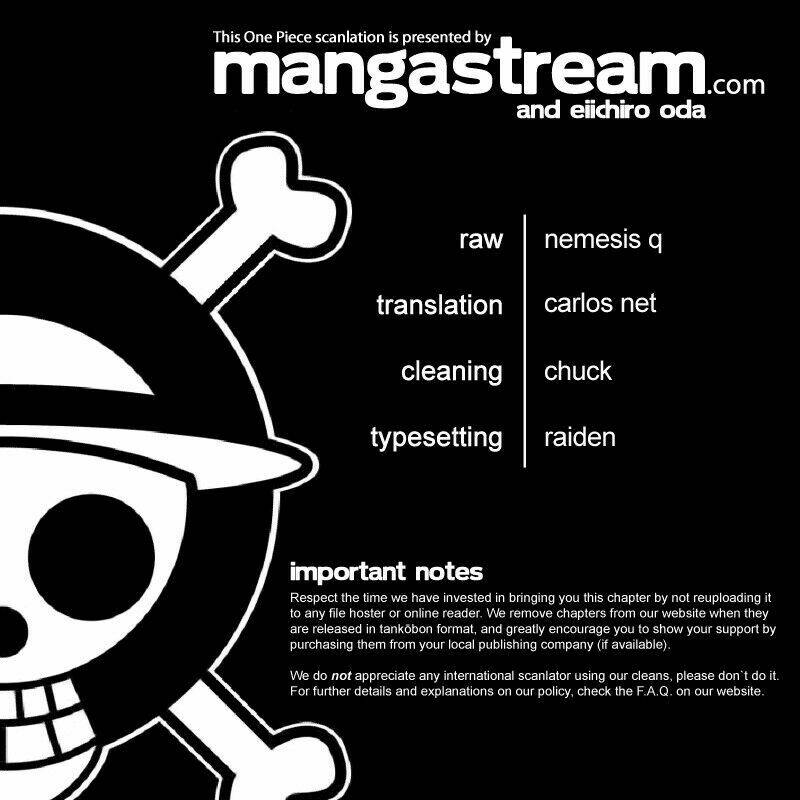 This One Piece scanlation is presented by
mangastream.com
and eiichiro oda
raw nemesis q
translation carlos net
cleaning chuck
typesetting raiden
important notes
Respect the time we have invested in bringing you this chapter by not reuploading it
to any file hoster or online reader. We remove chapters from our website when they
are released in tankōbon format, and greatly encourage you to show your support by
purchasing them from your local publishing company (if available).
We do not appreciate any international scanlator using our cleans, please don`t do it.
For further details and explanations on our policy, check the F.A.Q. on our website.